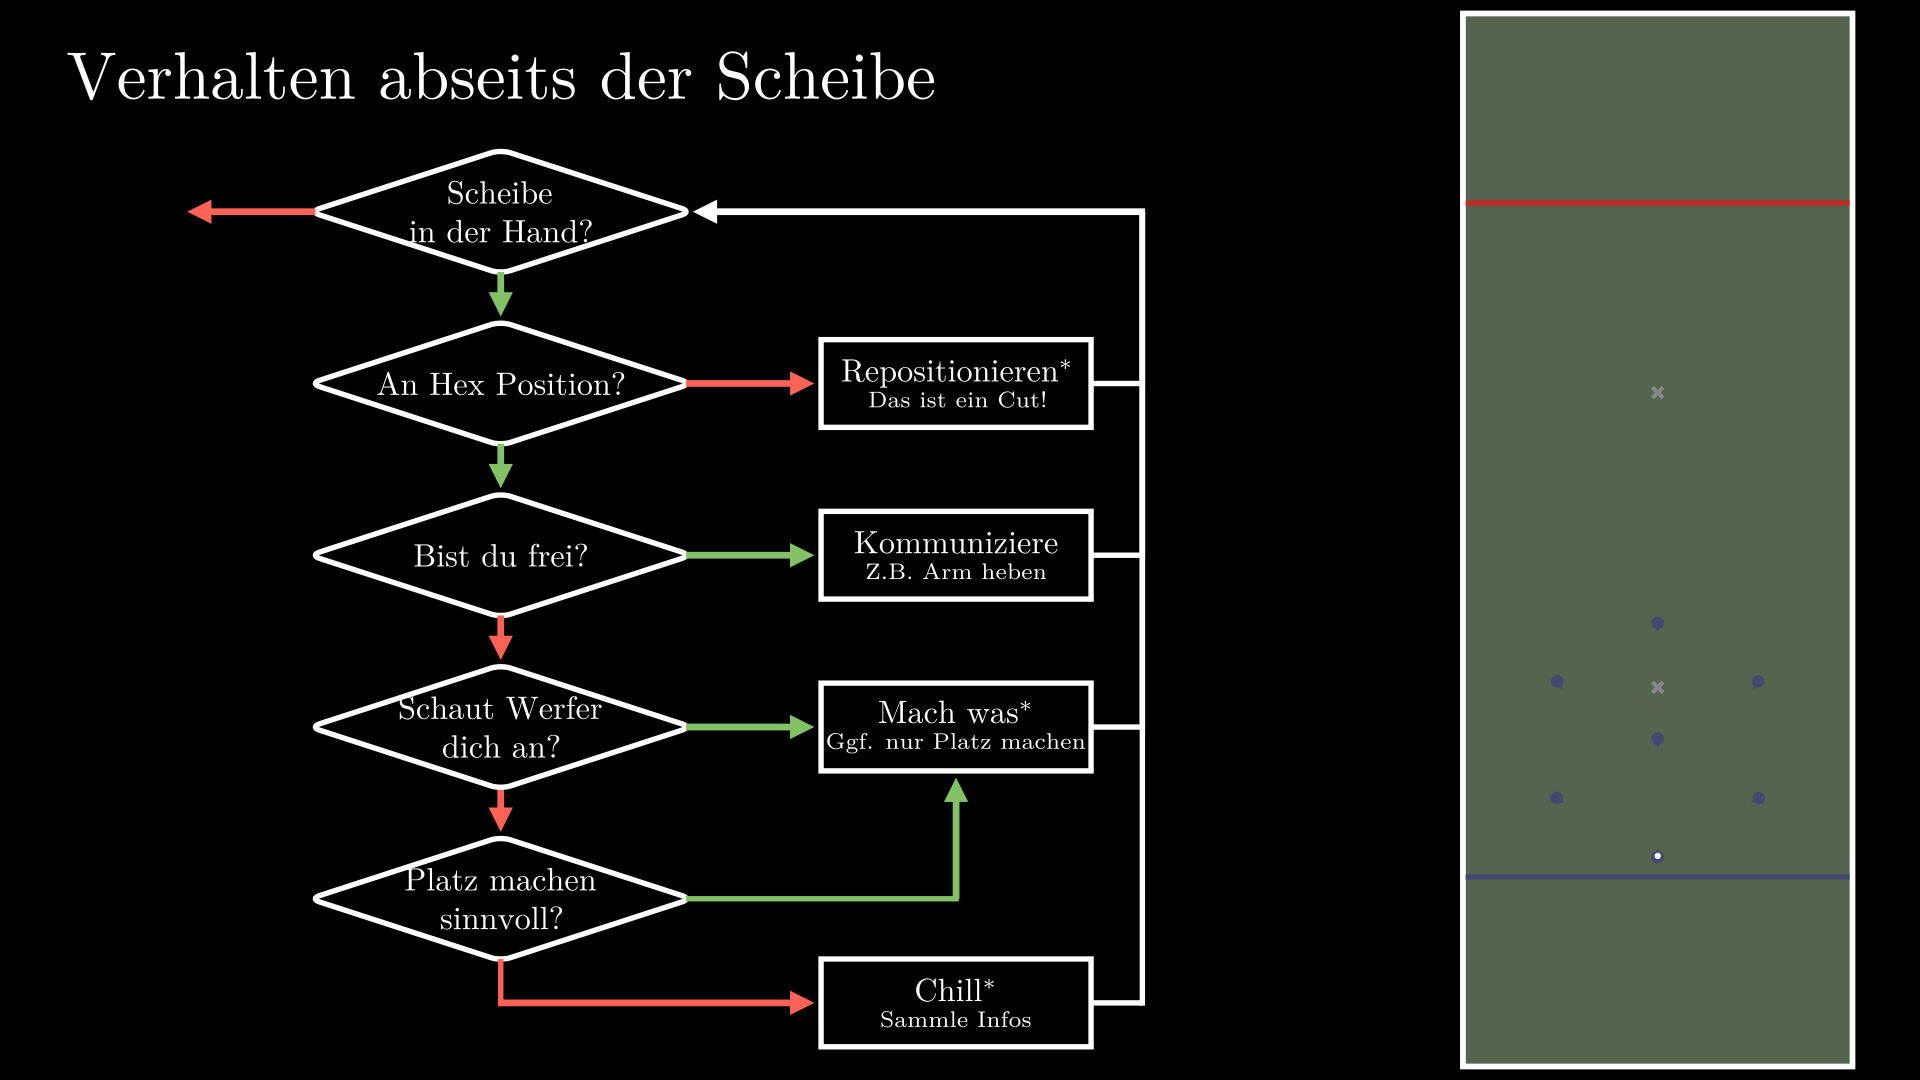 Verhalten abseits der Scheibe
Scheibe
in der Hand?
An Hex Position?
Repositionieren*
Das ist ein Cut!
Bist du frei?
Kommuniziere
Z.B. Arm heben
Schaut Werfer
dich an?
Mach was*
Ggf. nur Platz machen
Platz machen
sinnvoll?
Chill*
Sammle Infos